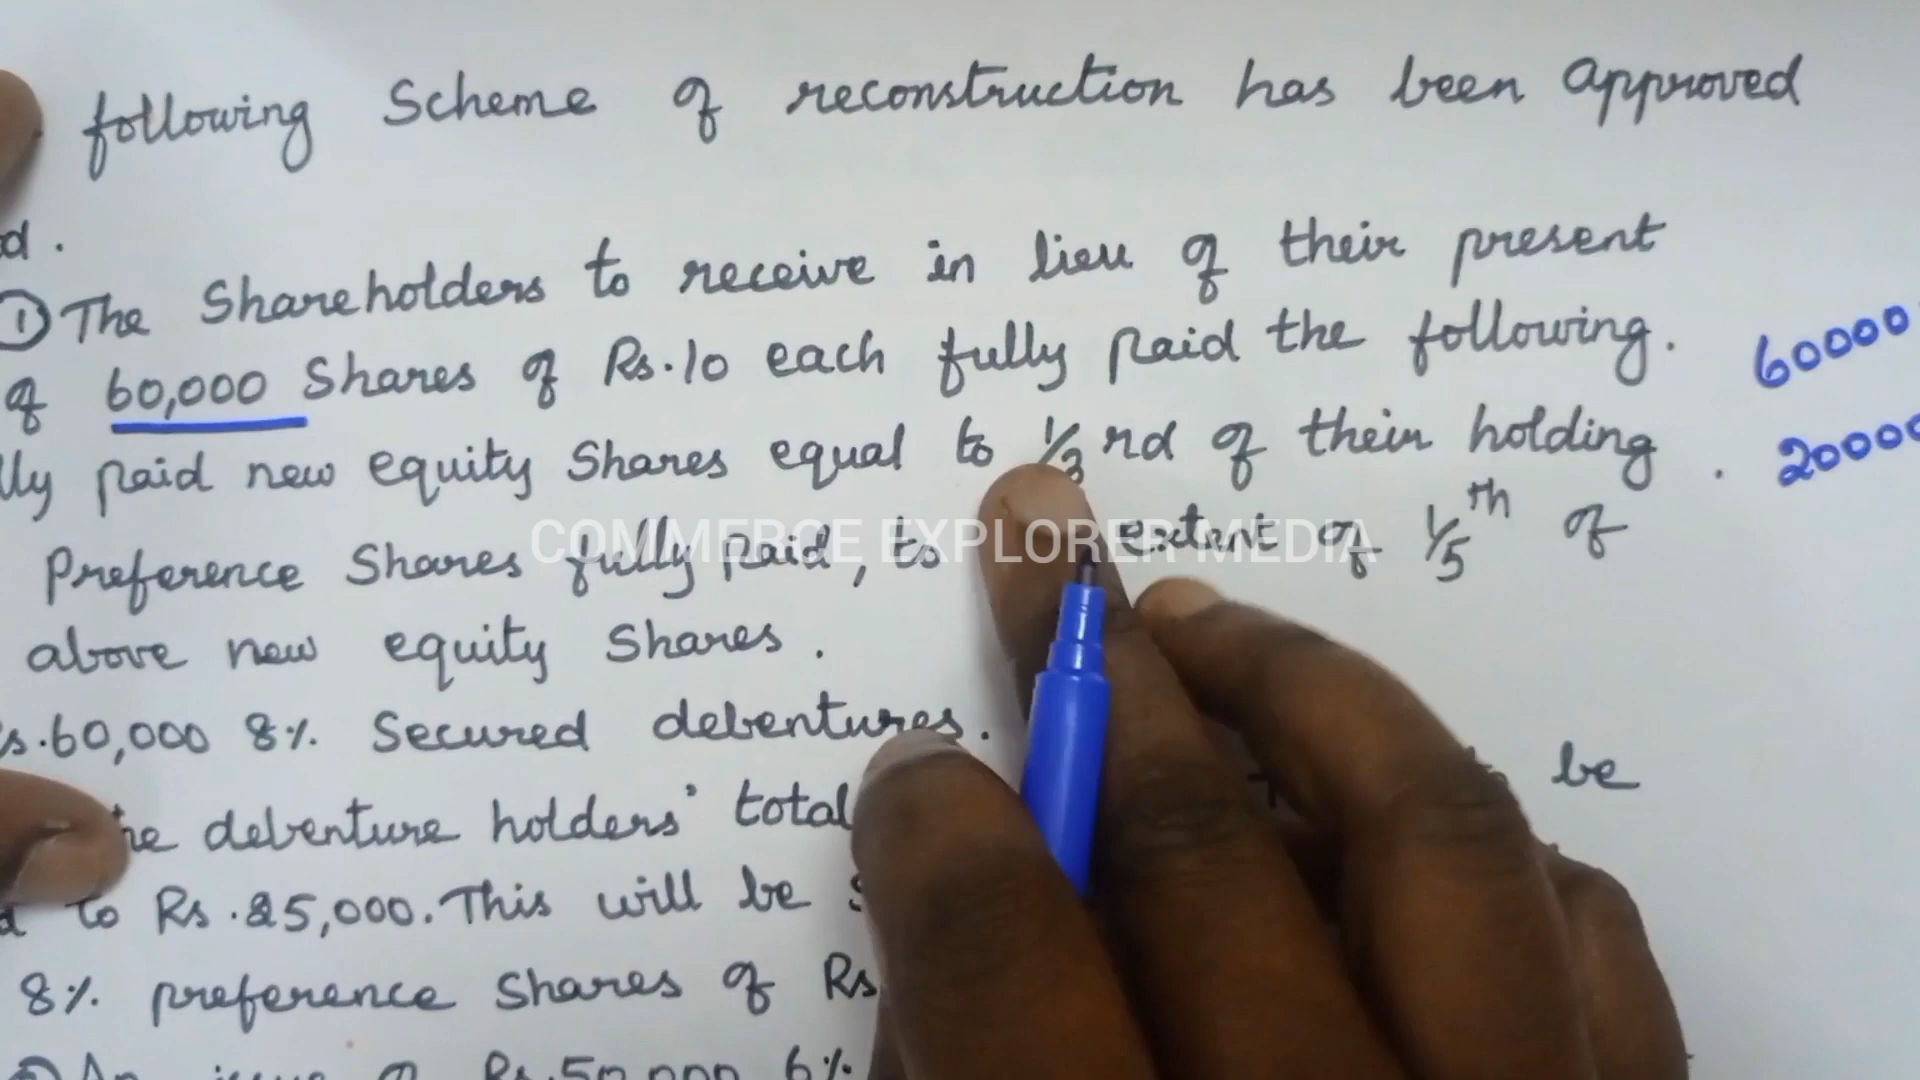 following Scheme of reconstruction has been approved
d.
① The Shareholders to receive in lieu of their present
of 60,000 Shares of Rs.10 each fully paid the following. 60000
lly paid new equity Shares equal to 1/3 rd of their holding. 20000
Preference Shares fully paid, to extent of 1/5th of
COMMERCE EXPLORER MEDIA
above new equity Shares.
s.60,000 8% Secured debentures.
debenture holders' total be
to Rs.25,000. This will be
8% preference Shares of Rs
Rs.50,000 6%